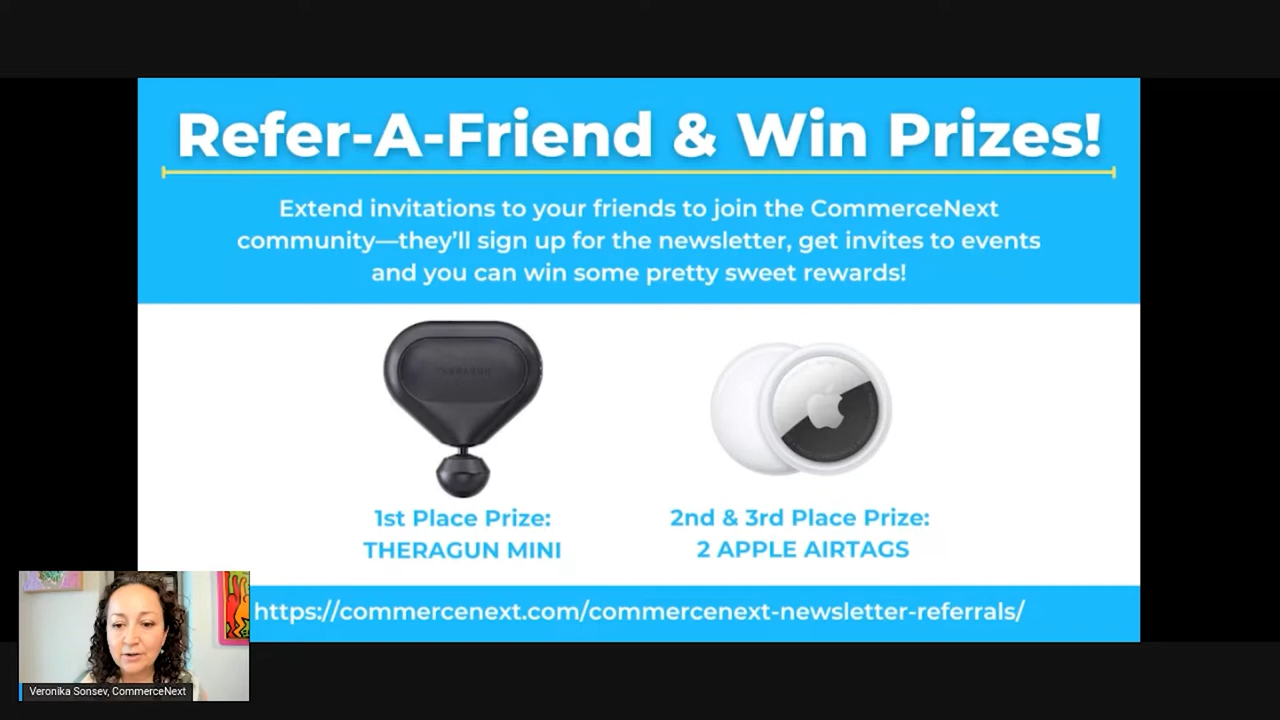 Refer-A-Friend & Win Prizes!
Extend invitations to your friends to join the CommerceNext
community—they'll sign up for the newsletter, get invites to events
and you can win some pretty sweet rewards!
1st Place Prize:
THERAGUN MINI
2nd & 3rd Place Prize:
2 APPLE AIRTAGS
https://commercenext.com/commercenext-newsletter-referrals/
Veronika Sonsev, CommerceNext